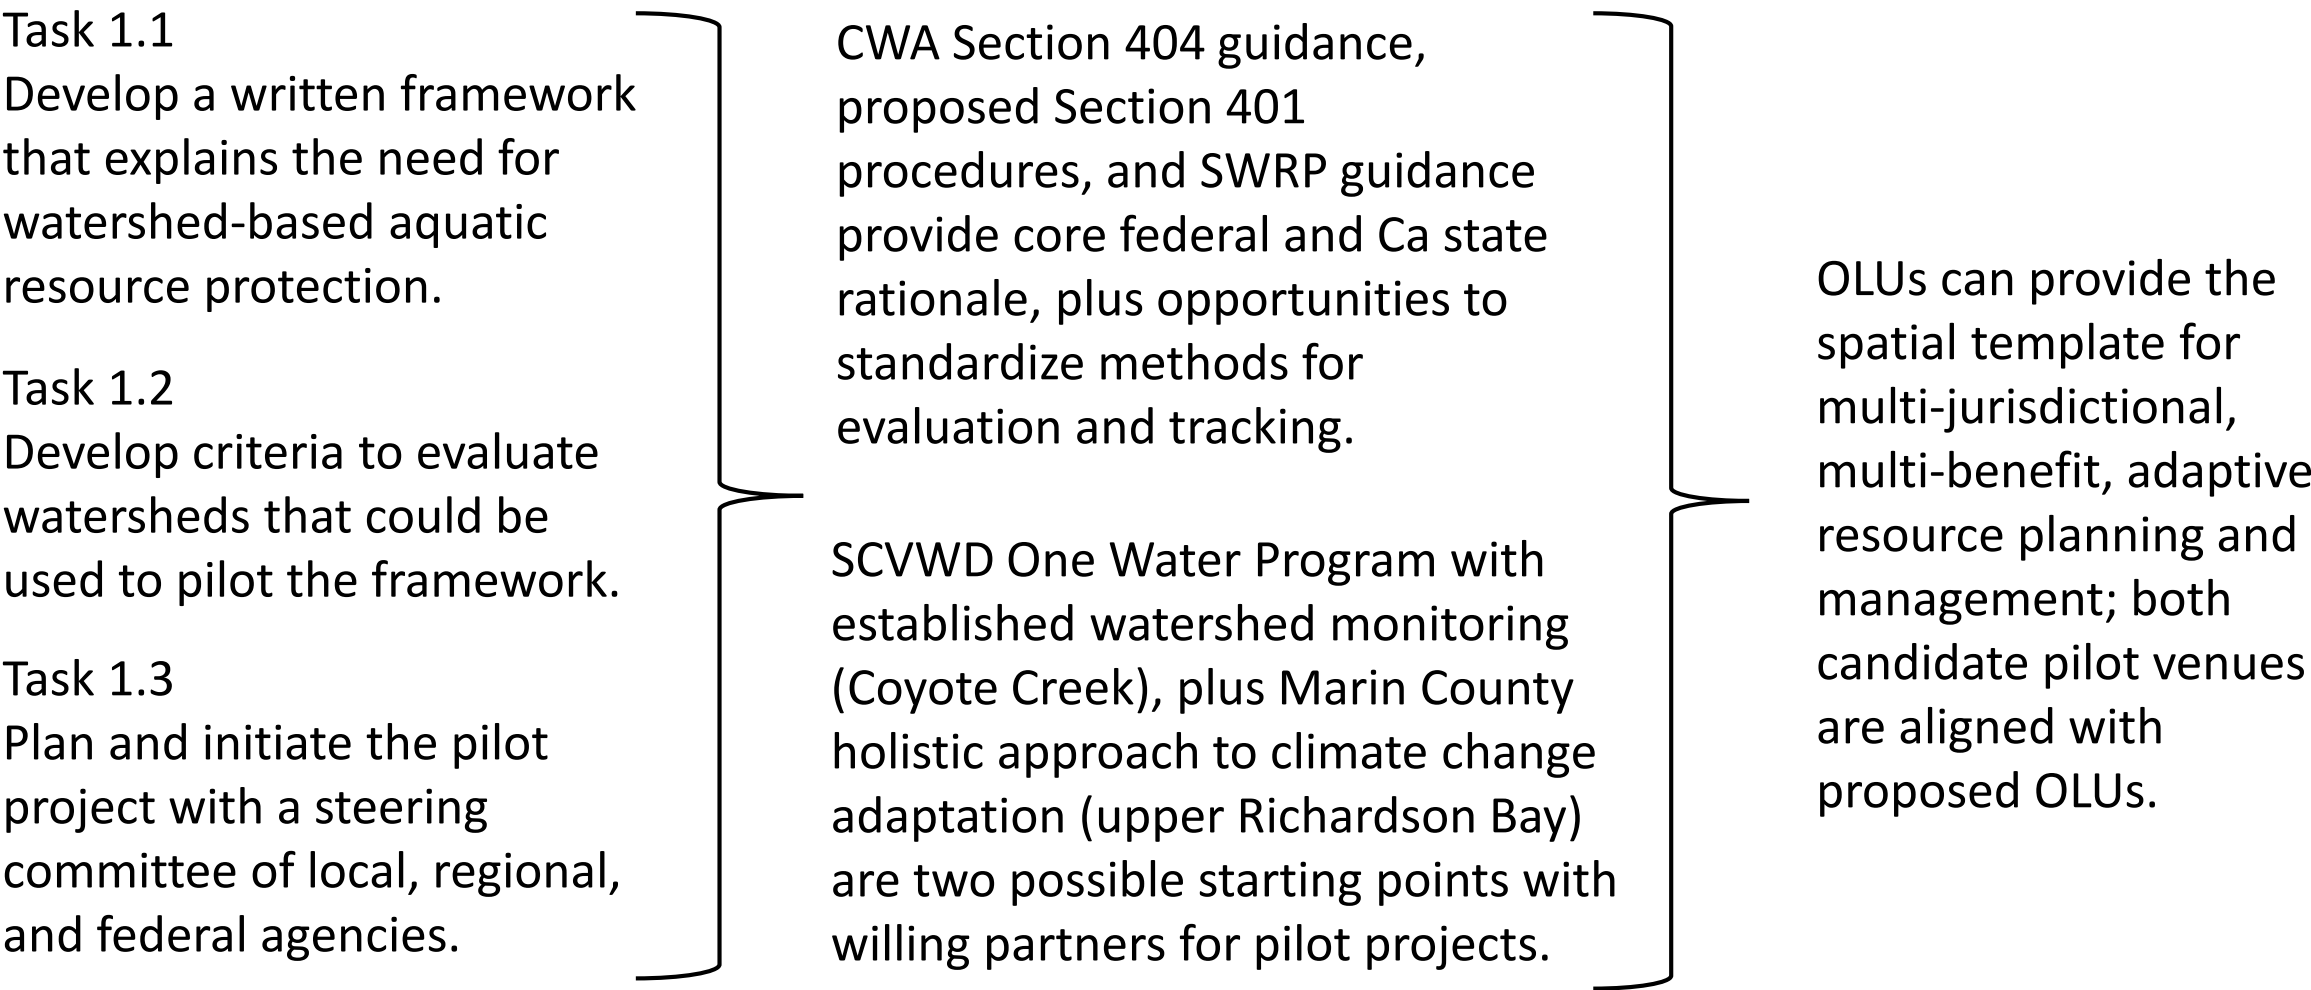 Task 1.1
Develop a written framework
that explains the need for
watershed-based aquatic
resource protection.
Task 1.2
Develop criteria to evaluate
watersheds that could be
used to pilot the framework.
Task 1.3
Plan and initiate the pilot
project with a steering
committee of local, regional,
and federal agencies.
CWA Section 404 guidance,
proposed Section 401
procedures, and SWRP guidance
provide core federal and Ca state
rationale, plus opportunities to
standardize methods for
evaluation and tracking.
SCVWD One Water Program with
established watershed monitoring
(Coyote Creek), plus Marin County
holistic approach to climate change
adaptation (upper Richardson Bay)
are two possible starting points with
willing partners for pilot projects.
OLUs can provide the
spatial template for
multi-jurisdictional,
multi-benefit, adaptive
resource planning and
management; both
candidate pilot venues
are aligned with
proposed OLUs.